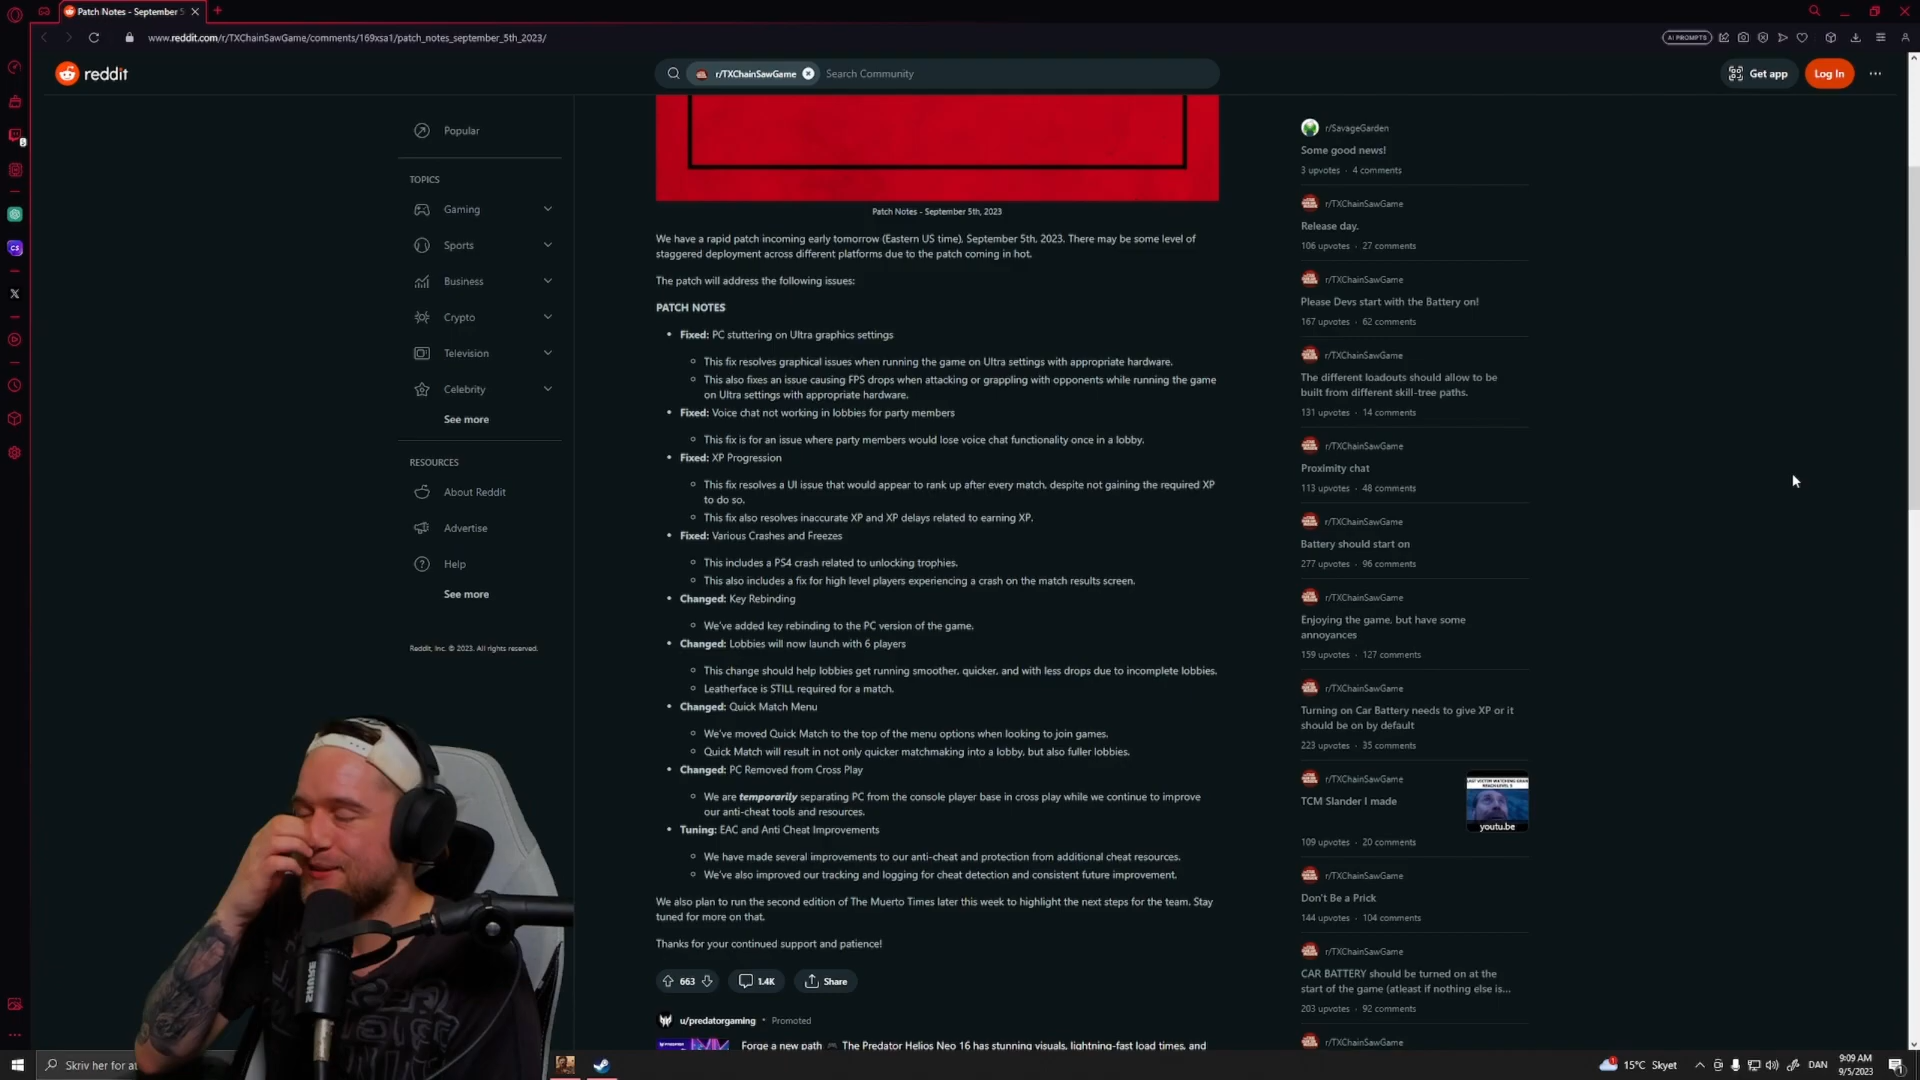 Patch Notes - September 5
www.reddit.com/r/TXChainSawGame/comments/169xsa1/patch_notes_september_5th_2023/
AI PROMPTS
reddit
r/TXChainSawGame
Search Community
Get app
Log In
Popular
TOPICS
Gaming
Sports
Business
Crypto
Television
Celebrity
See more
RESOURCES
About Reddit
Advertise
Help
See more
Reddit, Inc. © 2023. All rights reserved.
Patch Notes - September 5th, 2023
We have a rapid patch incoming early tomorrow (Eastern US time), September 5th, 2023. There may be some level of
staggered deployment across different platforms due to the patch coming in hot.
The patch will address the following issues:
PATCH NOTES
Fixed: PC stuttering on Ultra graphics settings
This fix resolves graphical issues when running the game on Ultra settings with appropriate hardware.
This also fixes an issue causing FPS drops when attacking or grappling with opponents while running the game
on Ultra settings with appropriate hardware.
Fixed: Voice chat not working in lobbies for party members
This fix is for an issue where party members would lose voice chat functionality once in a lobby.
Fixed: XP Progression
This fix resolves a UI issue that would appear to rank up after every match, despite not gaining the required XP
to do so.
This fix also resolves inaccurate XP and XP delays related to earning XP.
Fixed: Various Crashes and Freezes
This includes a PS4 crash related to unlocking trophies.
This also includes a fix for high level players experiencing a crash on the match results screen.
Changed: Key Rebinding
We've added key rebinding to the PC version of the game.
Changed: Lobbies will now launch with 6 players
This change should help lobbies get running smoother, quicker, and with less drops due to incomplete lobbies.
Leatherface is STILL required for a match.
Changed: Quick Match Menu
We've moved Quick Match to the top of the menu options when looking to join games.
Quick Match will result in not only quicker matchmaking into a lobby, but also fuller lobbies.
Changed: PC Removed from Cross Play
We are temporarily separating PC from the console player base in cross play while we continue to improve
our anti-cheat tools and resources.
Tuning: EAC and Anti Cheat Improvements
We have made several improvements to our anti-cheat and protection from additional cheat resources.
We've also improved our tracking and logging for cheat detection and consistent future improvement.
We also plan to run the second edition of The Muerto Times later this week to highlight the next steps for the team. Stay
tuned for more on that.
Thanks for your continued support and patience!
663
1.4K
Share
u/predatorgaming • Promoted
Forge a new path 🎮 The Predator Helios Neo 16 has stunning visuals, lightning-fast load times, and
r/SavageGarden
Some good news!
3 upvotes · 4 comments
r/TXChainSawGame
Release day.
106 upvotes · 27 comments
r/TXChainSawGame
Please Devs start with the Battery on!
167 upvotes · 62 comments
r/TXChainSawGame
The different loadouts should allow to be
built from different skill-tree paths.
131 upvotes · 14 comments
r/TXChainSawGame
Proximity chat
113 upvotes · 48 comments
r/TXChainSawGame
Battery should start on
277 upvotes · 96 comments
r/TXChainSawGame
Enjoying the game, but have some
annoyances
159 upvotes · 127 comments
r/TXChainSawGame
Turning on Car Battery needs to give XP or it
should be on by default
223 upvotes · 35 comments
r/TXChainSawGame
TCM Slander I made
youtu.be
109 upvotes · 20 comments
r/TXChainSawGame
Don't Be a Prick
144 upvotes · 104 comments
r/TXChainSawGame
CAR BATTERY should be turned on at the
start of the game (atleast if nothing else is...
203 upvotes · 92 comments
r/TXChainSawGame
SHURE
Skriv her for at
15°C Skyet
DAN
9:09 AM
9/5/2023